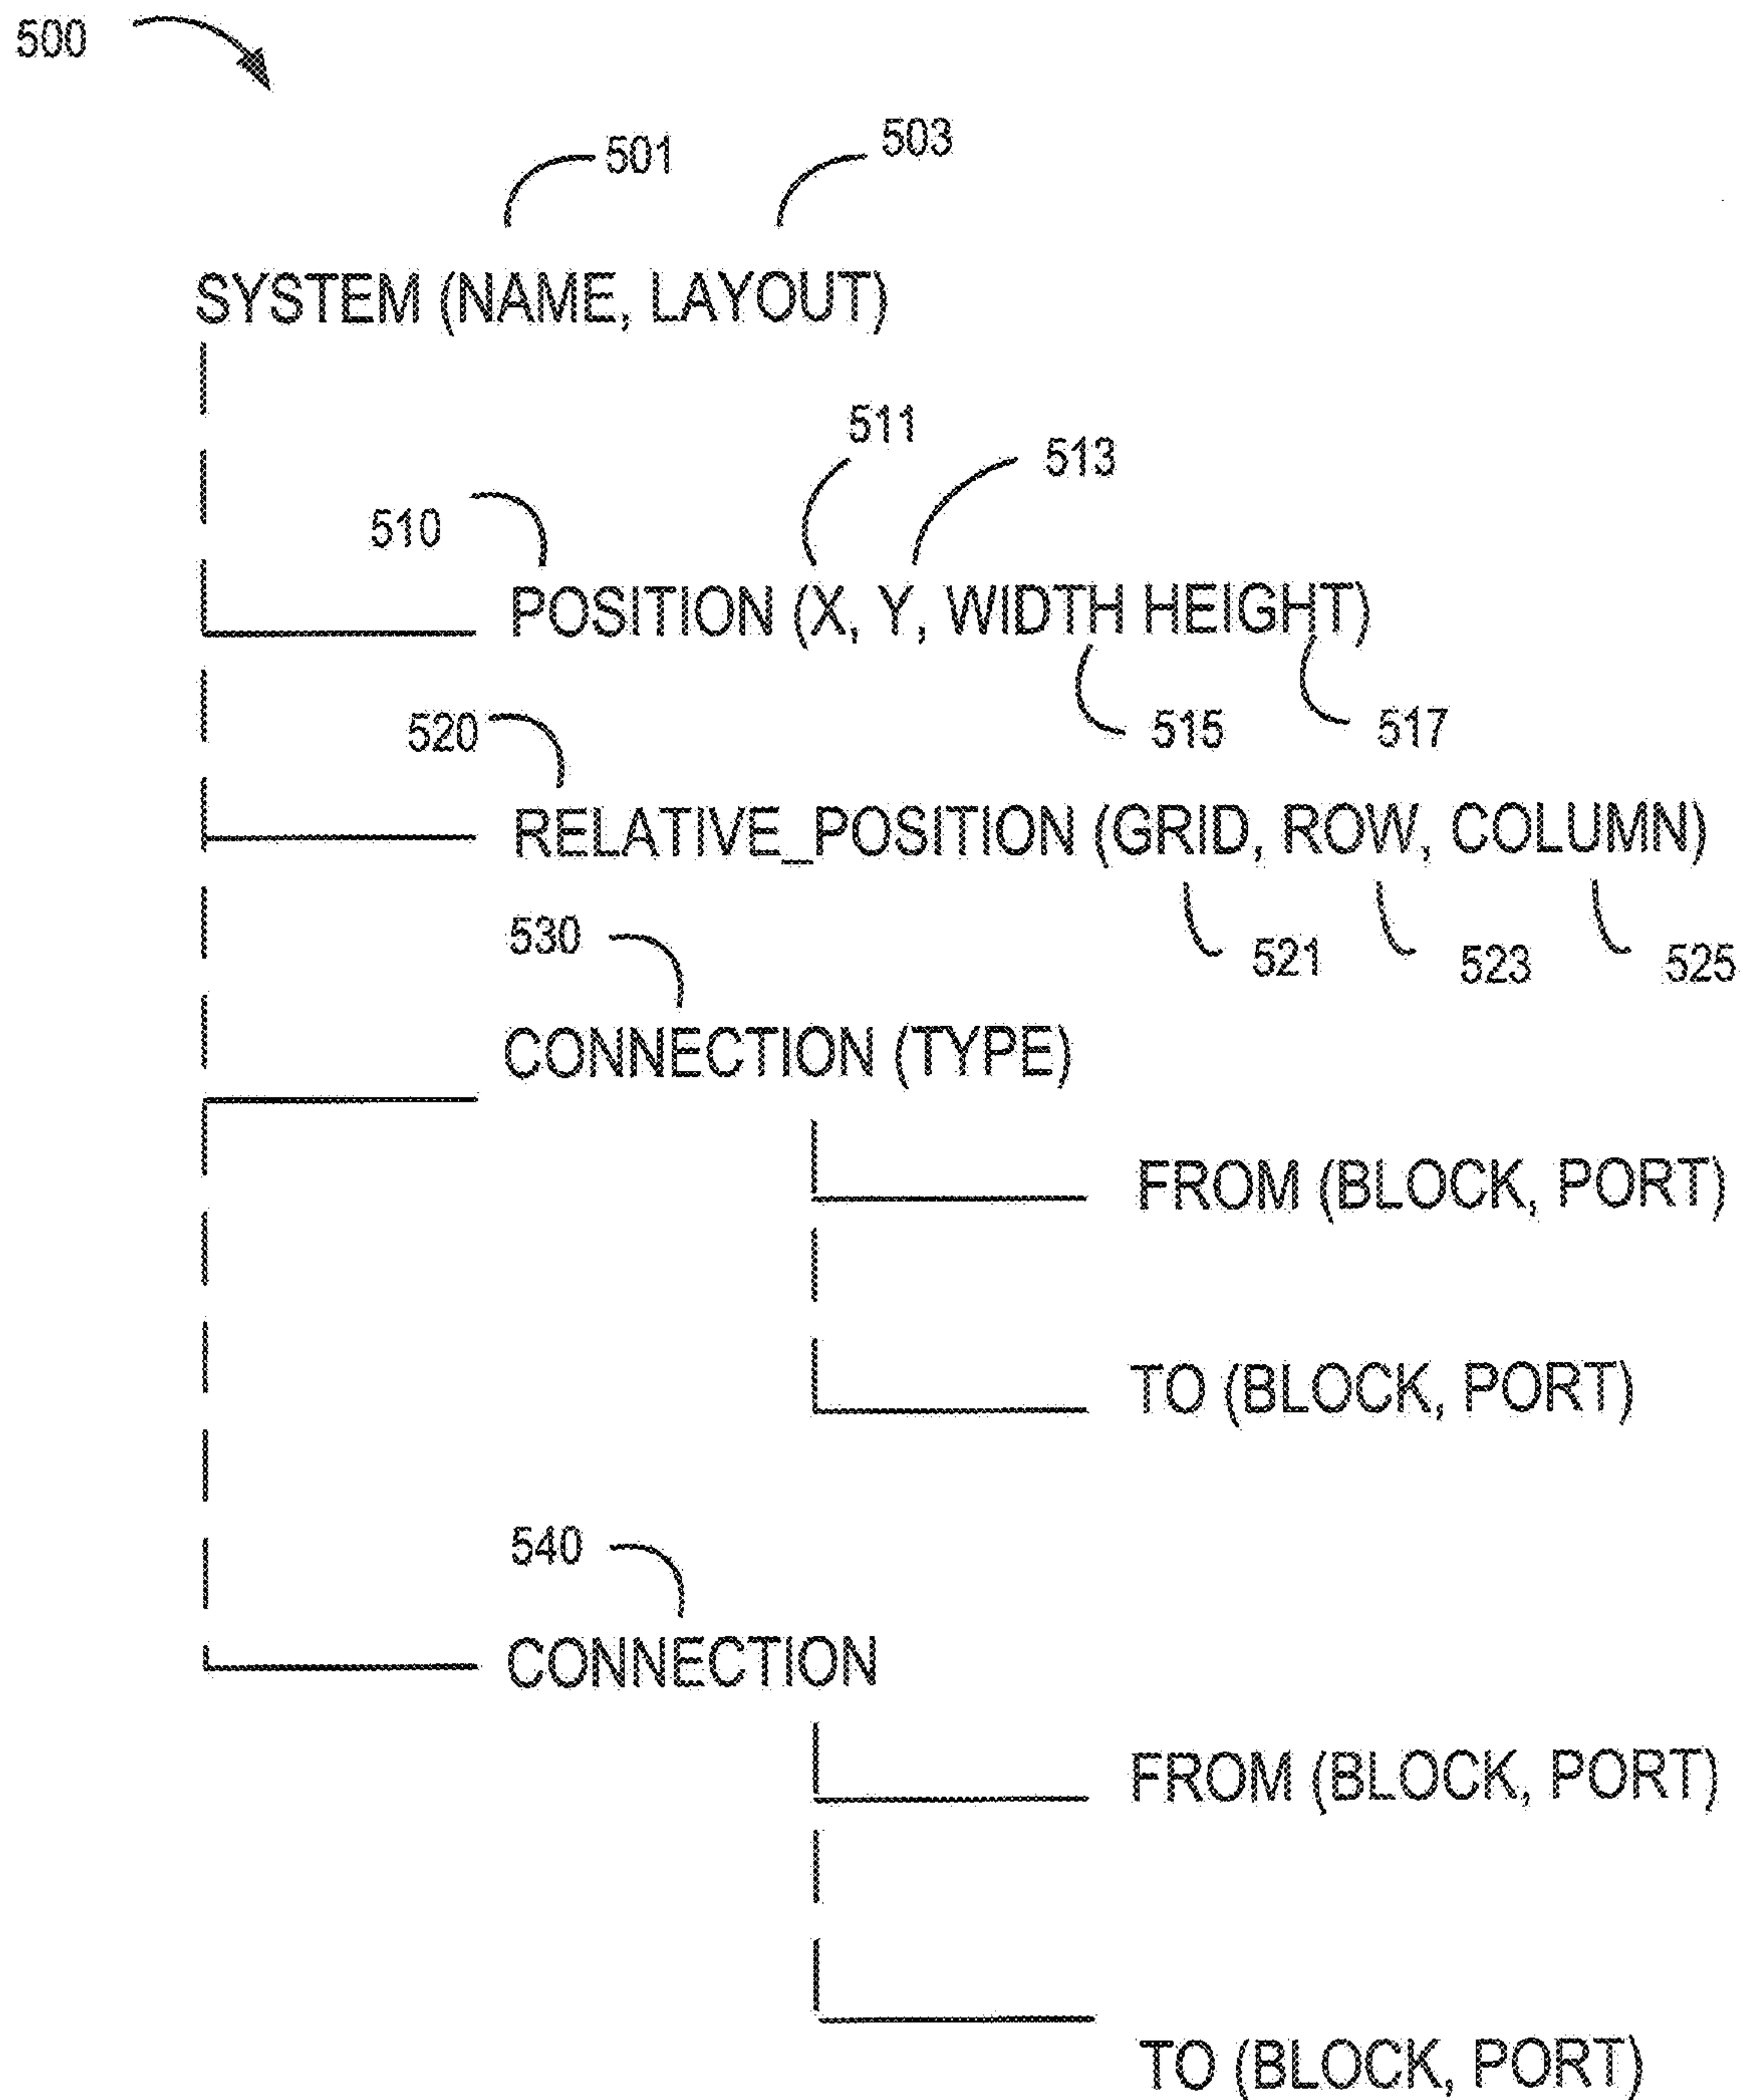 500
501 503
SYSTEM (NAME, LAYOUT)
511 513
510
POSITION (X, Y, WIDTH HEIGHT)
515 517
520
RELATIVE_POSITION (GRID, ROW, COLUMN)
521 523 525
530
CONNECTION (TYPE)
FROM (BLOCK, PORT)
TO (BLOCK, PORT)
540
CONNECTION
FROM (BLOCK, PORT)
TO (BLOCK, PORT)